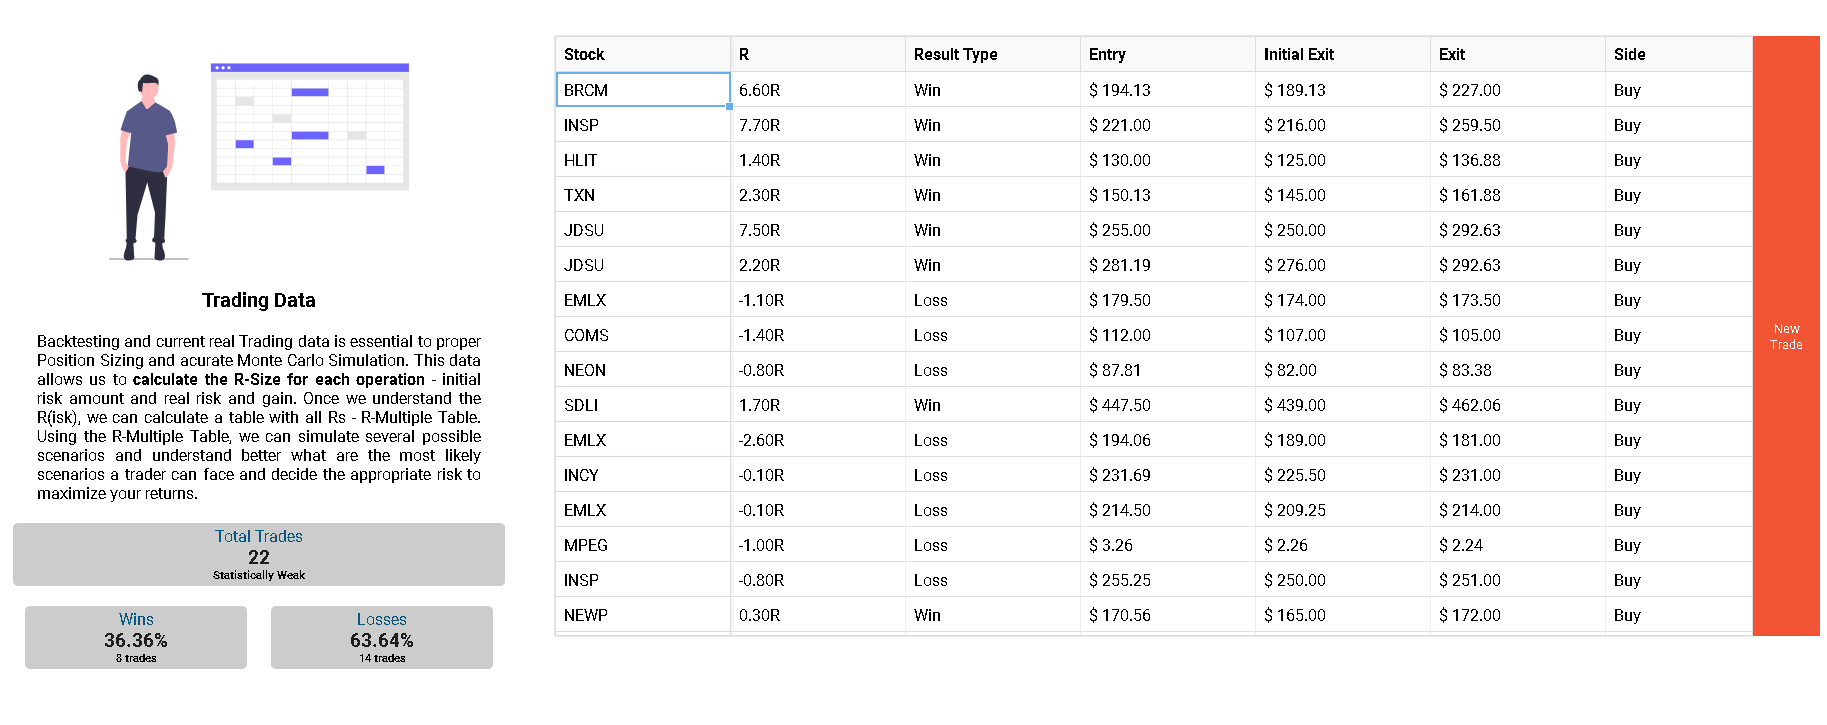 Trading Data
Backtesting and current real Trading data is essential to proper
Position Sizing and acurate Monte Carlo Simulation. This data
allows us to calculate the R-Size for each operation - initial
risk amount and real risk and gain. Once we understand the
R(isk), we can calculate a table with all Rs - R-Multiple Table.
Using the R-Multiple Table, we can simulate several possible
scenarios and understand better what are the most likely
scenarios a trader can face and decide the appropriate risk to
maximize your returns.
Total Trades
22
Statistically Weak
Wins
36.36%
8 trades
Losses
63.64%
14 trades
Stock R Result Type Entry Initial Exit Exit Side
BRCM 6.60R Win $ 194.13 $ 189.13 $ 227.00 Buy
INSP 7.70R Win $ 221.00 $ 216.00 $ 259.50 Buy
HLIT 1.40R Win $ 130.00 $ 125.00 $ 136.88 Buy
TXN 2.30R Win $ 150.13 $ 145.00 $ 161.88 Buy
JDSU 7.50R Win $ 255.00 $ 250.00 $ 292.63 Buy
JDSU 2.20R Win $ 281.19 $ 276.00 $ 292.63 Buy
EMLX -1.10R Loss $ 179.50 $ 174.00 $ 173.50 Buy
COMS -1.40R Loss $ 112.00 $ 107.00 $ 105.00 Buy
NEON -0.80R Loss $ 87.81 $ 82.00 $ 83.38 Buy
SDLI 1.70R Win $ 447.50 $ 439.00 $ 462.06 Buy
EMLX -2.60R Loss $ 194.06 $ 189.00 $ 181.00 Buy
INCY -0.10R Loss $ 231.69 $ 225.50 $ 231.00 Buy
EMLX -0.10R Loss $ 214.50 $ 209.25 $ 214.00 Buy
MPEG -1.00R Loss $ 3.26 $ 2.26 $ 2.24 Buy
INSP -0.80R Loss $ 255.25 $ 250.00 $ 251.00 Buy
NEWP 0.30R Win $ 170.56 $ 165.00 $ 172.00 Buy
New
Trade